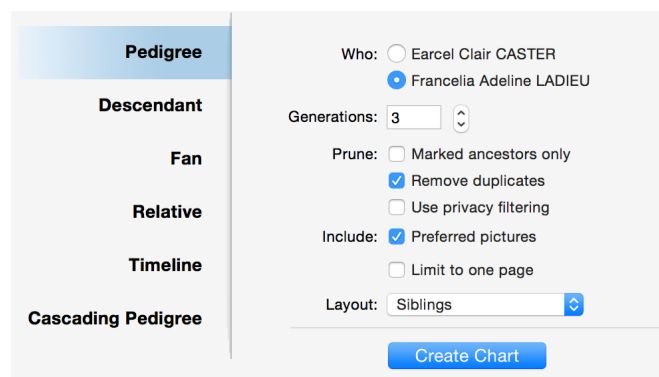 Pedigree
Descendant
Fan
Relative
Timeline
Cascading Pedigree
Who: Earcel Clair CASTER
Francelia Adeline LADIEU
Generations: 3
Prune: Marked ancestors only
Remove duplicates
Use privacy filtering
Include: Preferred pictures
Limit to one page
Layout: Siblings
Create Chart